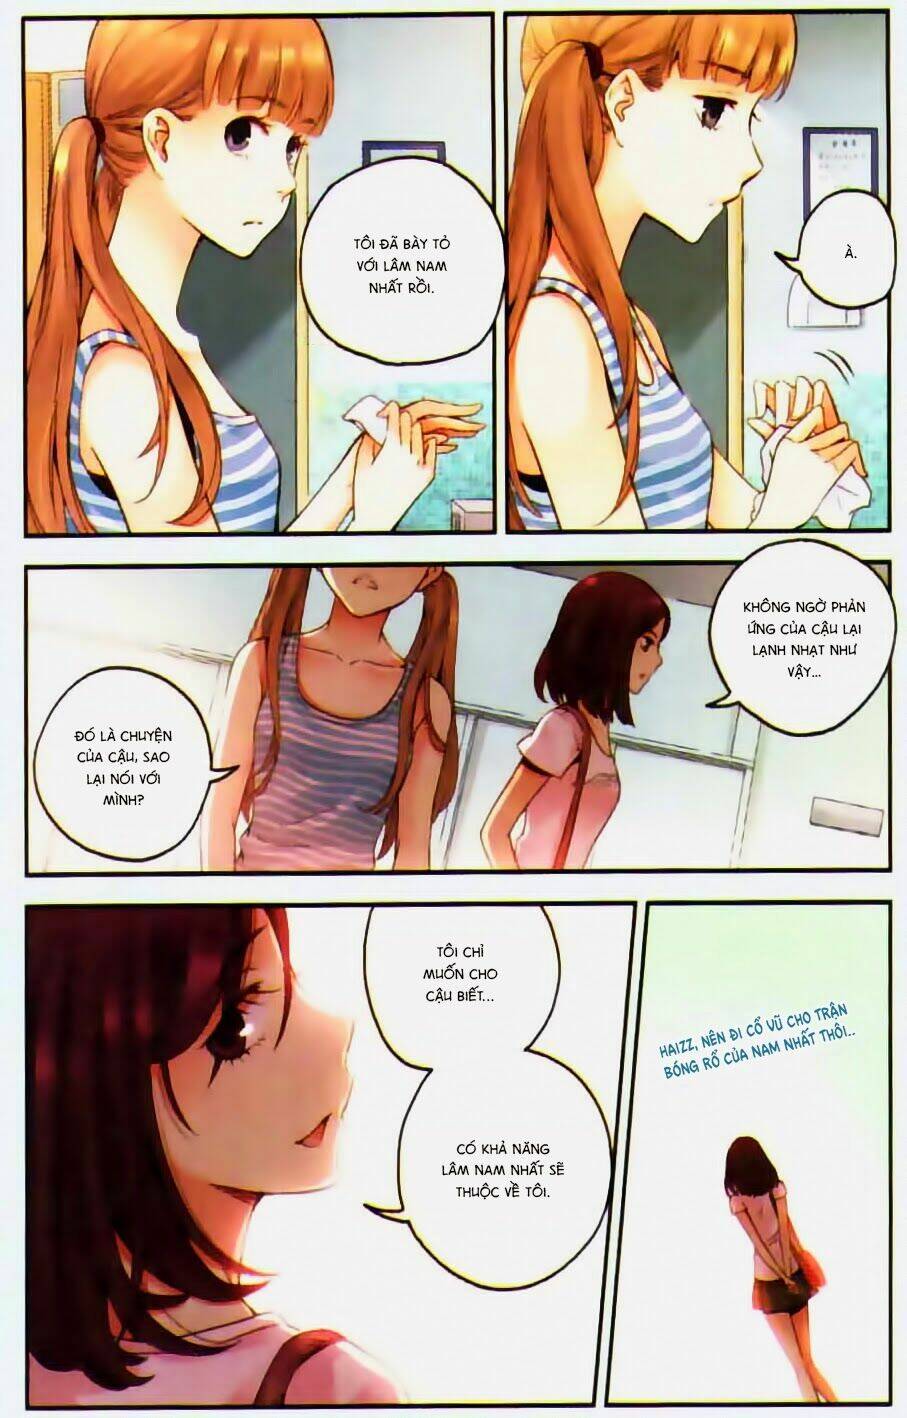 TÔI ĐÃ BÀY TỎ
VỚI LÂM NAM
NHẤT RỒI.
À.
KHÔNG NGỜ PHẢN
ỨNG CỦA CẬU LẠI
LẠNH NHẠT NHƯ
VẬY...
ĐÓ LÀ CHUYỆN
CỦA CẬU, SAO
LẠI NÓI VỚI
MÌNH?
TÔI CHỈ
MUỐN CHO
CẬU BIẾT...
CÓ KHẢ NĂNG
LÂM NAM NHẤT SẼ
THUỘC VỀ TÔI.
HAIZZ, NÊN ĐI CỔ VŨ CHO TRẬN
BÓNG RỔ CỦA NAM NHẤT THÔI..